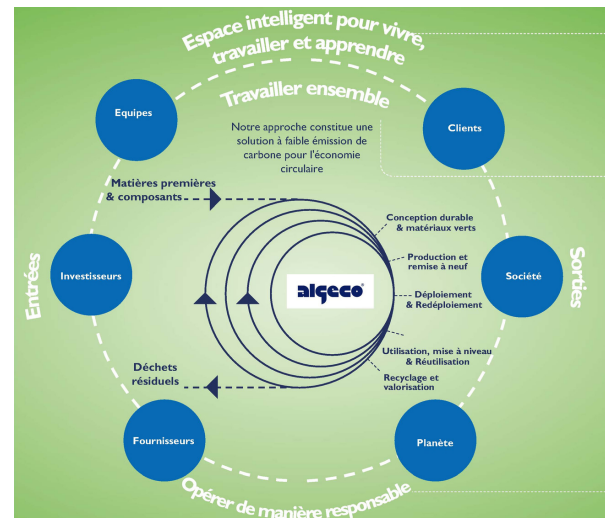 Espace intelligent pour vivre,
travailler et apprendre
Travailler ensemble
Equipes
Clients
Notre approche constitue une
solution à faible émission de
carbone pour l'économie
circulaire
Matières premières
& composants
Conception durable
& matériaux verts
Production et
remise à neuf
Entrées
Investisseurs
algeco
Déploiement
& Redéploiement
Société
Sorties
Utilisation, mise à niveau
& Réutilisation
Déchets
résiduels
Recyclage et
valorisation
Fournisseurs
Planète
Opérer de manière responsable